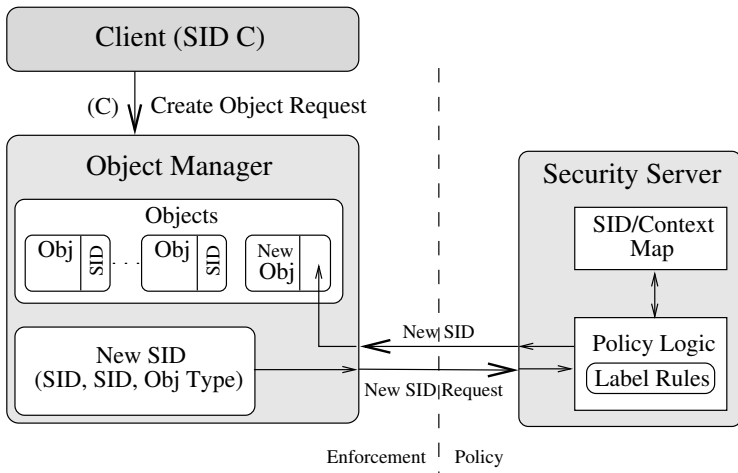 Client (SID C)
(C) Create Object Request
Object Manager
Objects
Obj SID . . . Obj SID New Obj
New SID
(SID, SID, Obj Type)
New SID
New SID Request
Security Server
SID/Context
Map
Policy Logic
Label Rules
Enforcement Policy